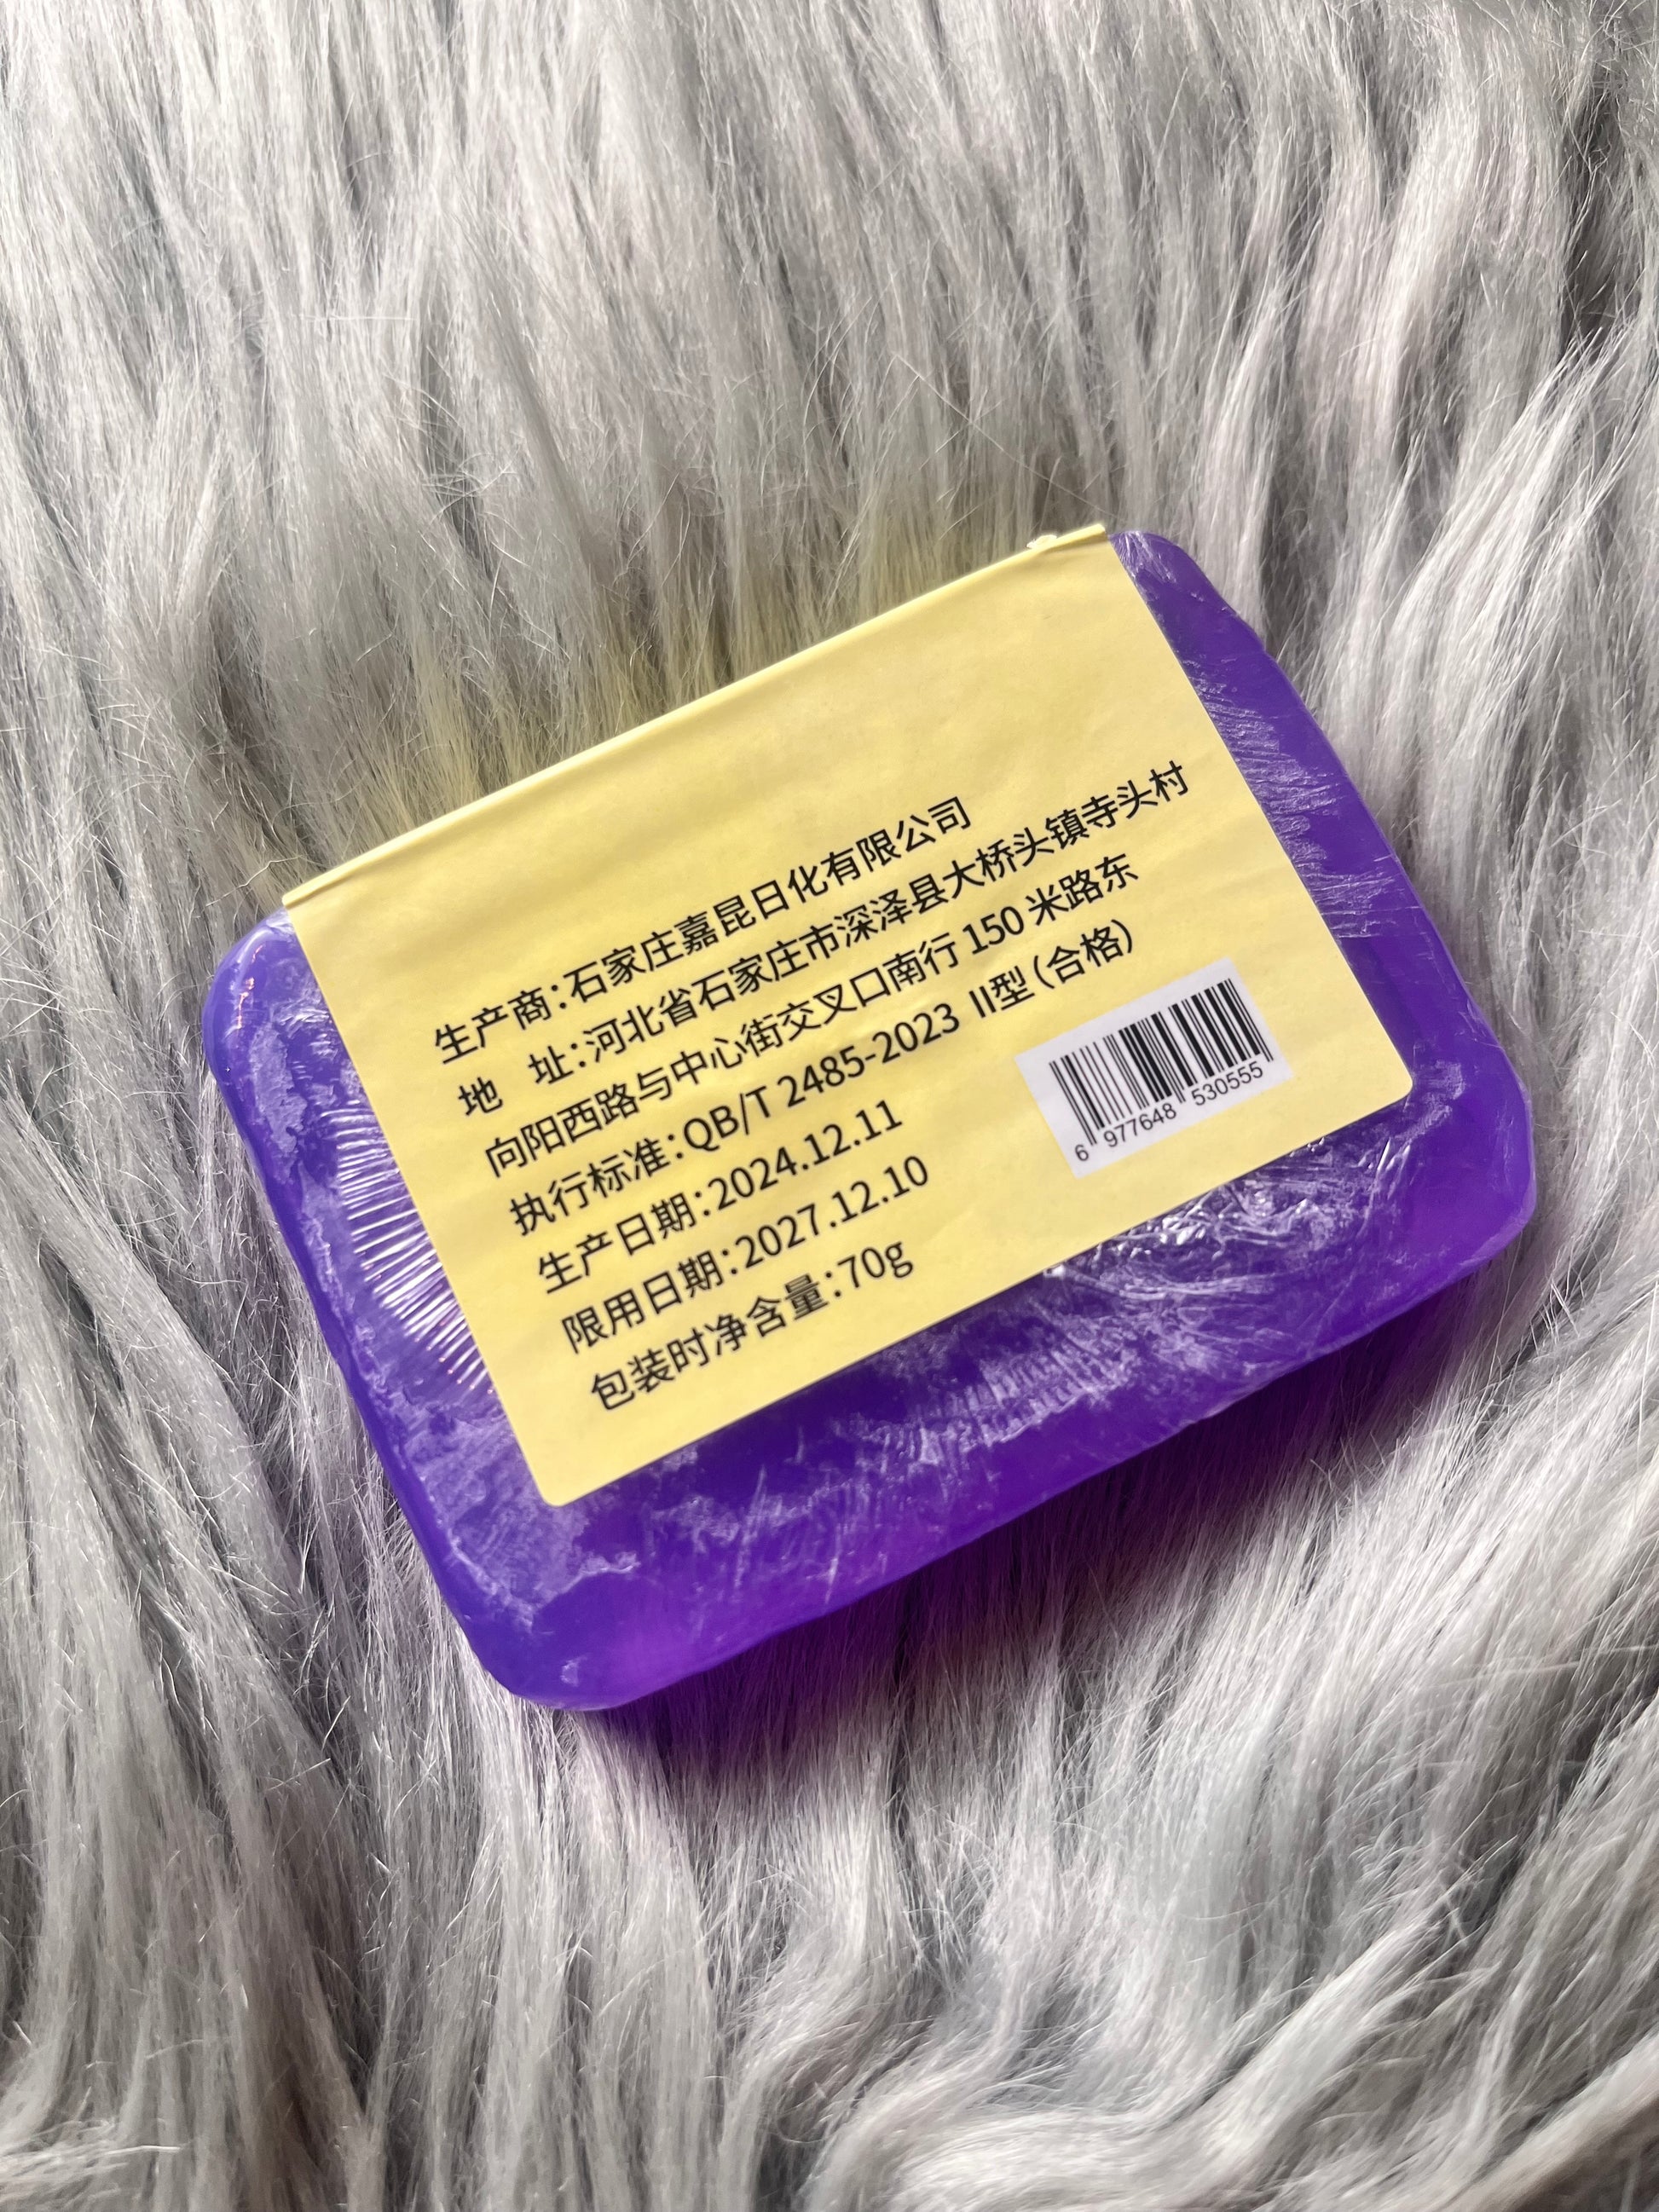 生产商：石家庄嘉昆日化有限公司
地 址：河北省石家庄市深泽县大桥头镇寺头村
向阳西路与中心街交叉口南行 150 米路东
执行标准：QB/T 2485-2023 II型（合格）
生产日期：2024.12.11
限用日期：2027.12.10
包装时净含量：70g
6 977648 530555